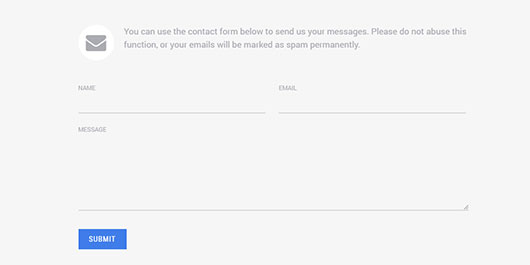 You can use the contact form below to send us your messages. Please do not abuse this
function, or your emails will be marked as spam permanently.
NAME
EMAIL
MESSAGE
SUBMIT